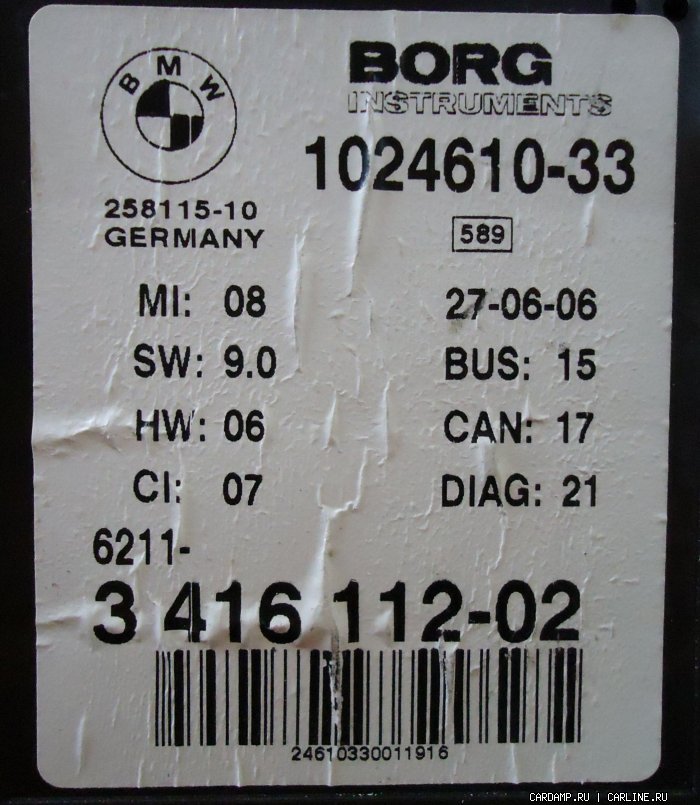 BMW
BORG
INSTRUMENTS
1024610-33
258115-10
GERMANY
589
MI: 08
27-06-06
SW: 9.0
BUS: 15
HW: 06
CAN: 17
CI: 07
DIAG: 21
6211-
3 416 112-02
24610330011916
CARDAMP.RU | CARLINE.RU